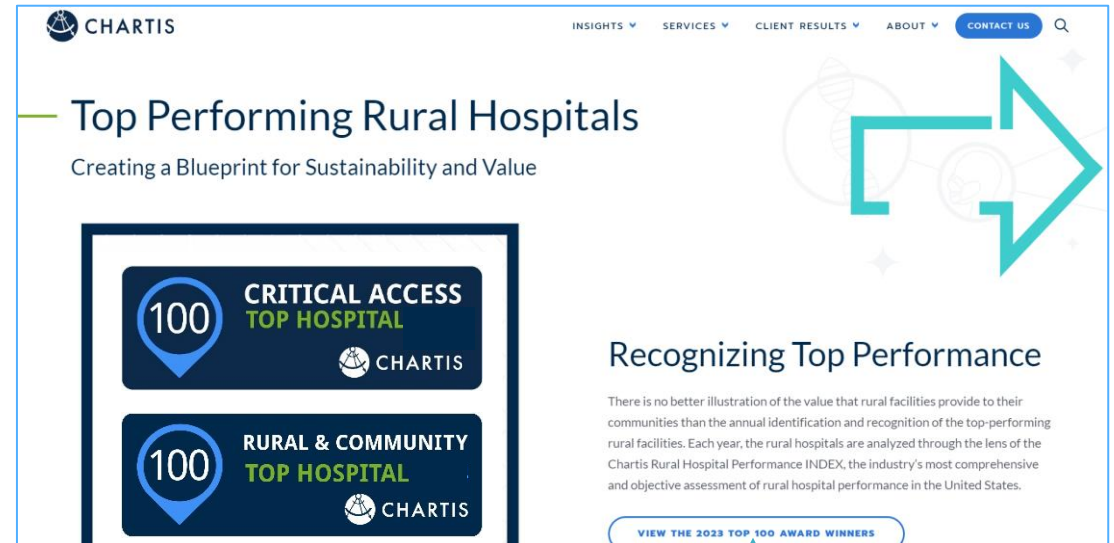 CHARTIS
INSIGHTS SERVICES CLIENT RESULTS ABOUT CONTACT US
Top Performing Rural Hospitals
Creating a Blueprint for Sustainability and Value
100
CRITICAL ACCESS
TOP HOSPITAL
CHARTIS
100
RURAL & COMMUNITY
TOP HOSPITAL
CHARTIS
Recognizing Top Performance
There is no better illustration of the value that rural facilities provide to their
communities than the annual identification and recognition of the top-performing
rural facilities. Each year, the rural hospitals are analyzed through the lens of the
Chartis Rural Hospital Performance INDEX, the industry's most comprehensive
and objective assessment of rural hospital performance in the United States.
VIEW THE 2023 TOP 100 AWARD WINNERS